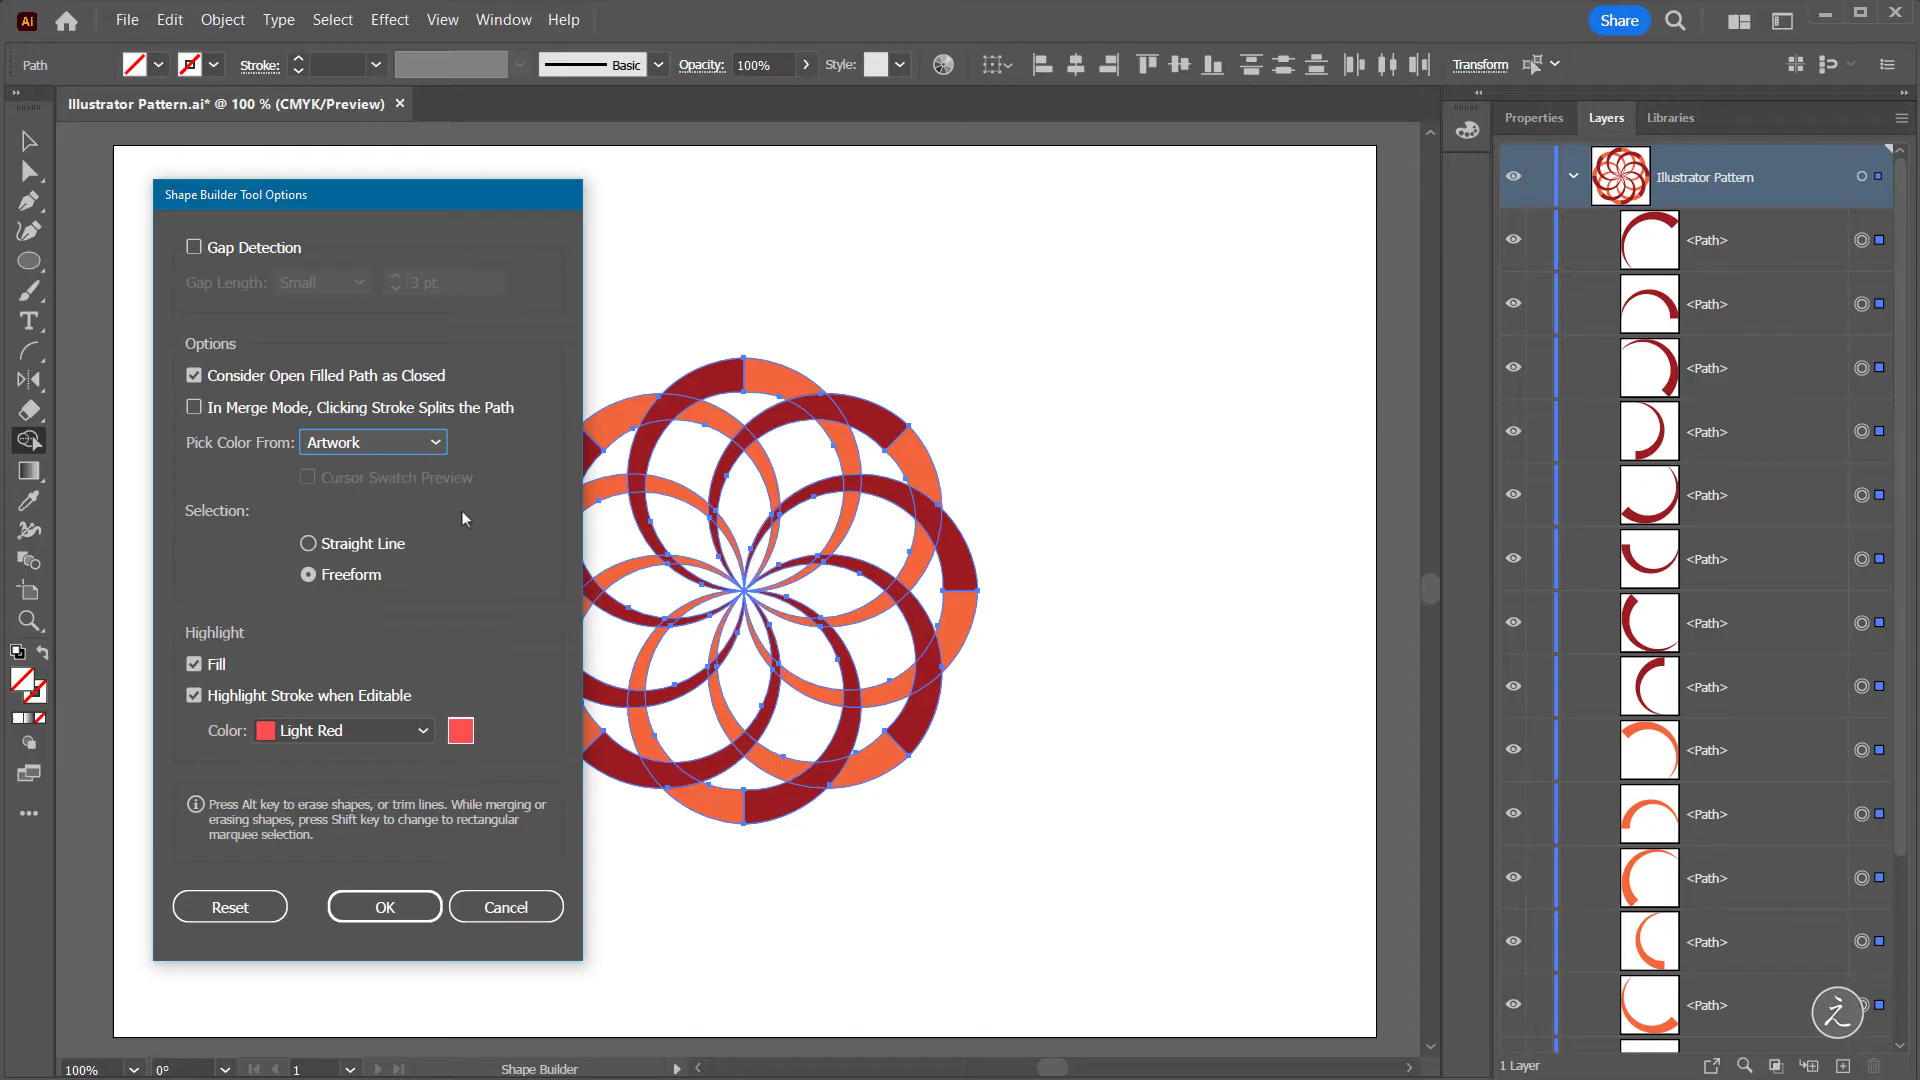 Ai File Edit Object Type Select Effect View Window Help Share
Path Stroke: Basic Opacity: 100% Style: Transform
Illustrator Pattern.ai* @ 100 % (CMYK/Preview)
Properties Layers Libraries
Shape Builder Tool Options
Gap Detection
Gap Length: Small 3 pt
Options
Consider Open Filled Path as Closed
In Merge Mode, Clicking Stroke Splits the Path
Pick Color From: Artwork
Cursor Swatch Preview
Selection:
Straight Line
Freeform
Highlight
Fill
Highlight Stroke when Editable
Color: Light Red
Press Alt key to erase shapes, or trim lines. While merging or
erasing shapes, press Shift key to change to rectangular
marquee selection.
Reset OK Cancel
Illustrator Pattern
<Path>
<Path>
<Path>
<Path>
<Path>
<Path>
<Path>
<Path>
<Path>
<Path>
<Path>
<Path>
<Path>
100% 0° 1 Shape Builder
1 Layer